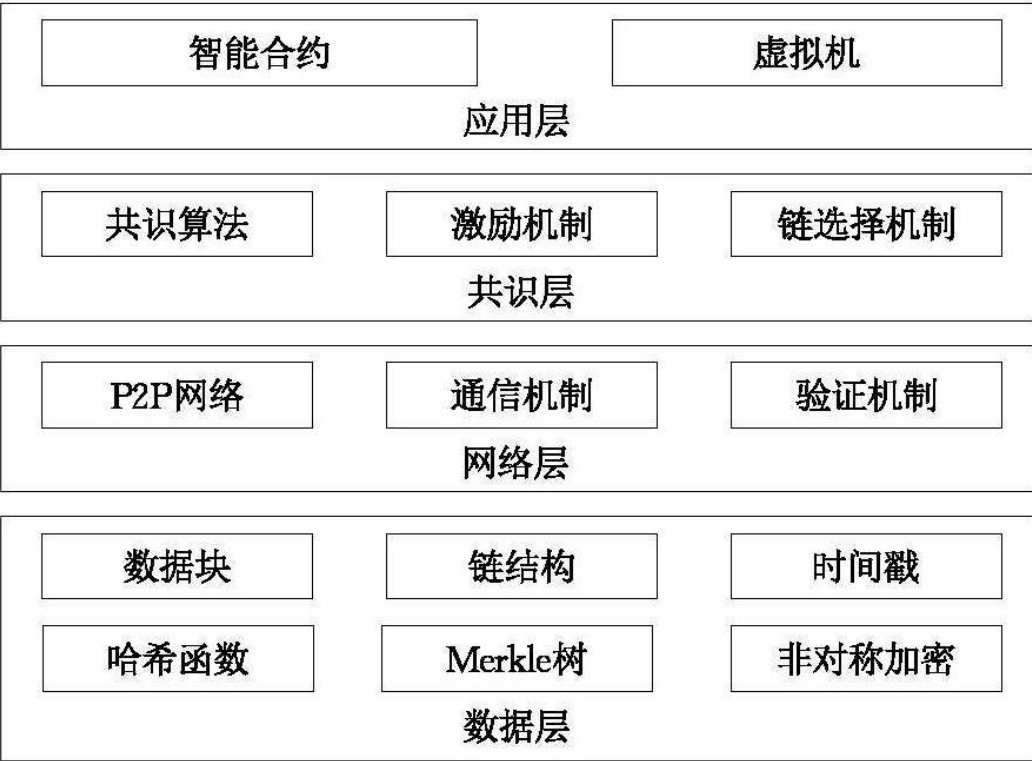 智能合约 虚拟机
应用层
共识算法 激励机制 链选择机制
共识层
P2P网络 通信机制 验证机制
网络层
数据块 链结构 时间戳
哈希函数 Merkle树 非对称加密
数据层